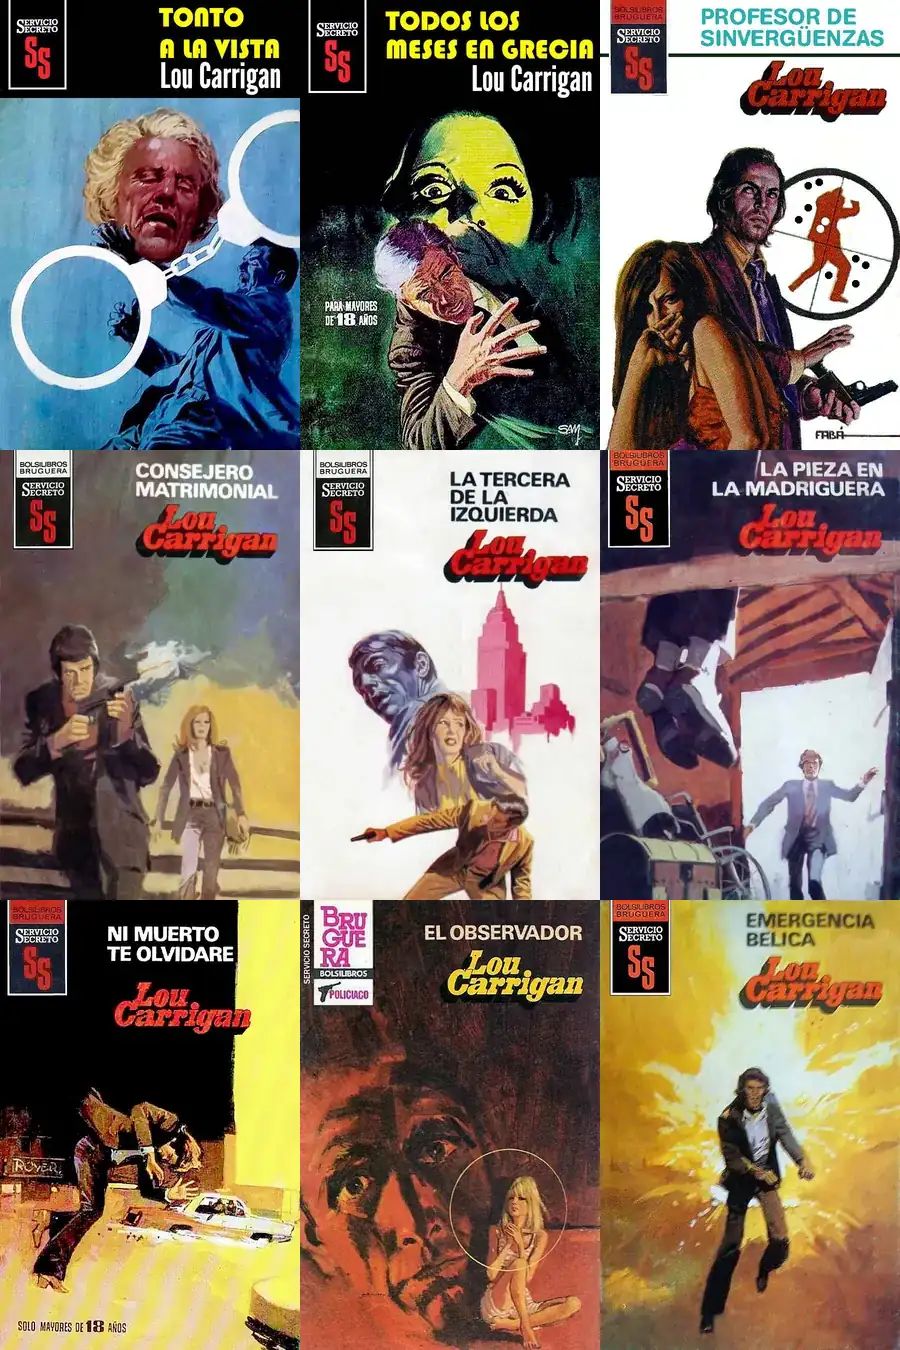 SERVICIO
SECRETO
SS
TONTO
A LA VISTA
Lou Carrigan
SERVICIO
SECRETO
SS
TODOS LOS
MESES EN GRECIA
Lou Carrigan
PARA MAYORES
DE 18 AÑOS
SAM
BOLSILIBROS
BRUGUERA
SERVICIO
SECRETO
SS
PROFESOR DE
SINVERGÜENZAS
Lou
Carrigan
FABÁ
BOLSILIBROS
BRUGUERA
SERVICIO
SECRETO
SS
CONSEJERO
MATRIMONIAL
Lou
Carrigan
BOLSILIBROS
BRUGUERA
SERVICIO
SECRETO
SS
LA TERCERA
DE LA
IZQUIERDA
Lou
Carrigan
BOLSILIBROS
BRUGUERA
SERVICIO
SECRETO
SS
LA PIEZA EN
LA MADRIGUERA
Lou
Carrigan
BOLSILIBROS
BRUGUERA
SERVICIO
SECRETO
SS
NI MUERTO
TE OLVIDARE
Lou
Carrigan
ROYER
SOLO MAYORES DE 18 AÑOS
SERVICIO SECRETO
BRU
GUE
RA
BOLSILIBROS
POLICIACO
EL OBSERVADOR
Lou
Carrigan
BOLSILIBROS
BRUGUERA
SERVICIO
SECRETO
SS
EMERGENCIA
BELICA
Lou
Carrigan